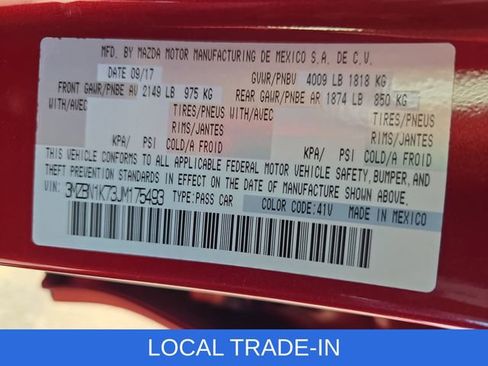 MFD. BY MAZDA MOTOR MANUFACTURING DE MEXICO S.A. DE C.V.
DATE 09/17 GVWR/PNBV 4009 LB 1818 KG
FRONT GAWR/PNBE AV 2149 LB 975 KG REAR GAWR/PNBE AR 1874 LB 850 KG
WITH/AVEC TIRES/PNEUS WITH/AVEC TIRES/PNEUS
RIMS/JANTES RIMS/JANTES
KPA/ PSI COLD/A FROID KPA/ PSI COLD/A FROID
THIS VEHICLE CONFORMS TO ALL APPLICABLE FEDERAL MOTOR VEHICLE SAFETY, BUMPER, AND
THEFT PREVENTION STANDARDS IN EFFECT ON THE DATE OF MANUFACTURE SHOWN ABOVE.
VIN: 3MZBN1K73JM175493 TYPE:PASS CAR COLOR CODE:41V MADE IN MEXICO
LOCAL TRADE-IN